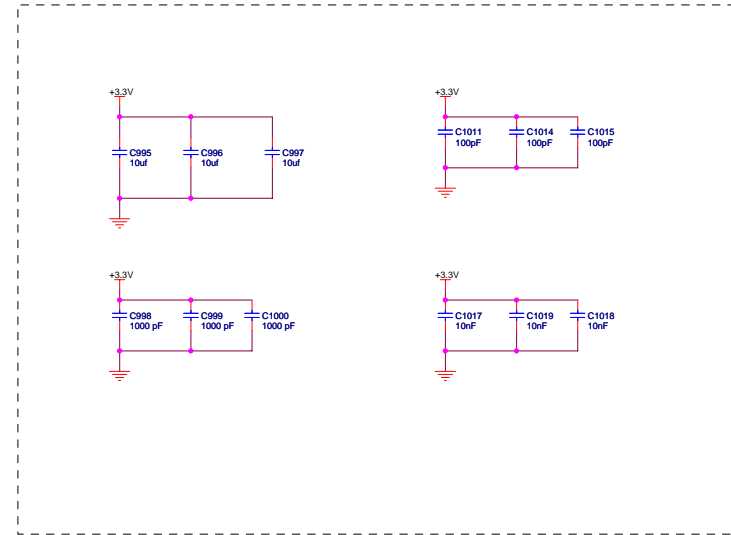 +3.3V
C995
10uf
C996
10uf
C997
10uf
+3.3V
C1011
100pF
C1014
100pF
C1015
100pF
+3.3V
C998
1000 pF
C999
1000 pF
C1000
1000 pF
+3.3V
C1017
10nF
C1019
10nF
C1018
10nF